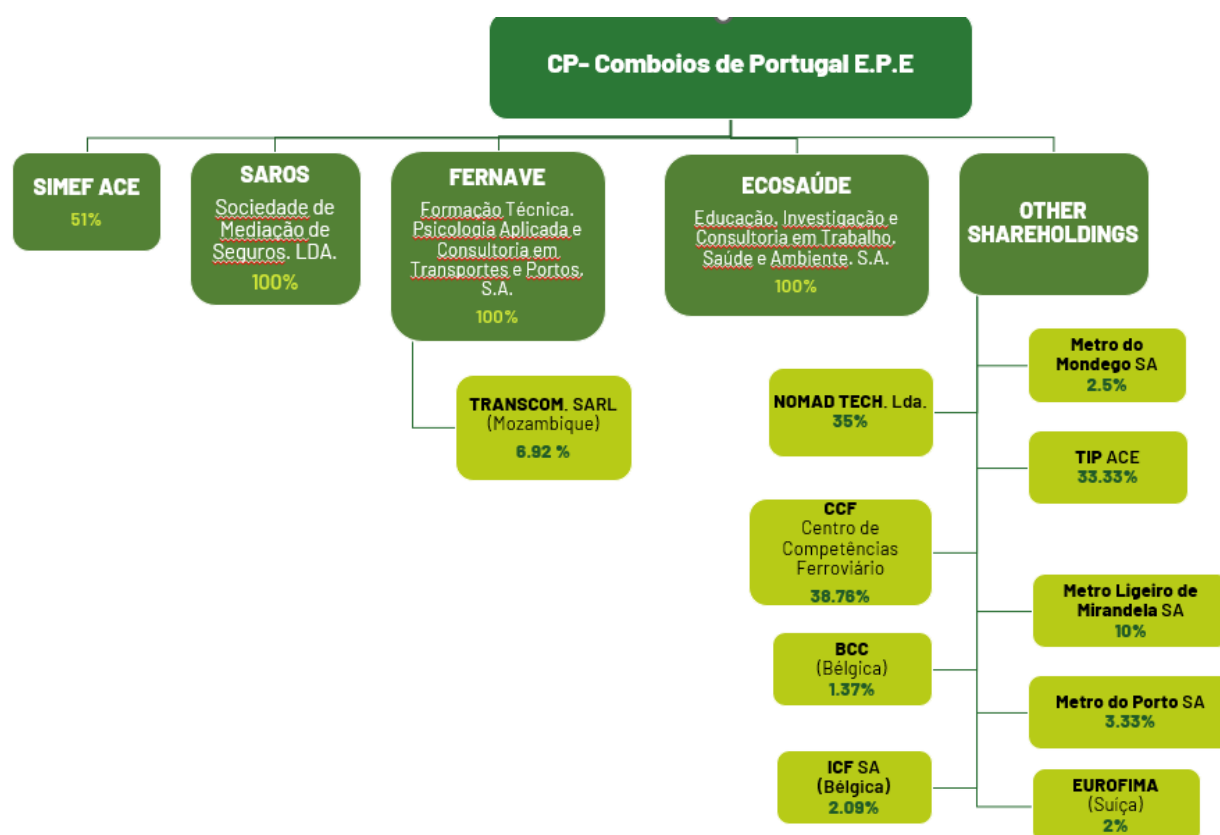 CP- Comboios de Portugal E.P.E
SIMEF ACE
51%
SAROS
Sociedade de
Mediação de
Seguros. LDA.
100%
FERNAVE
Formação Técnica.
Psicologia Aplicada e
Consultoria em
Transportes e Portos.
S.A.
100%
ECOSAÚDE
Educação. Investigação e
Consultoria em Trabalho.
Saúde e Ambiente. S.A.
100%
OTHER
SHAREHOLDINGS
TRANSCOM. SARL
(Mozambique)
6.92 %
NOMAD TECH. Lda.
35%
CCF
Centro de
Competências
Ferroviário
38.76%
BCC
(Bélgica)
1.37%
ICF SA
(Bélgica)
2.09%
Metro do
Mondego SA
2.5%
TIP ACE
33.33%
Metro Ligeiro de
Mirandela SA
10%
Metro do Porto SA
3.33%
EUROFIMA
(Suíça)
2%